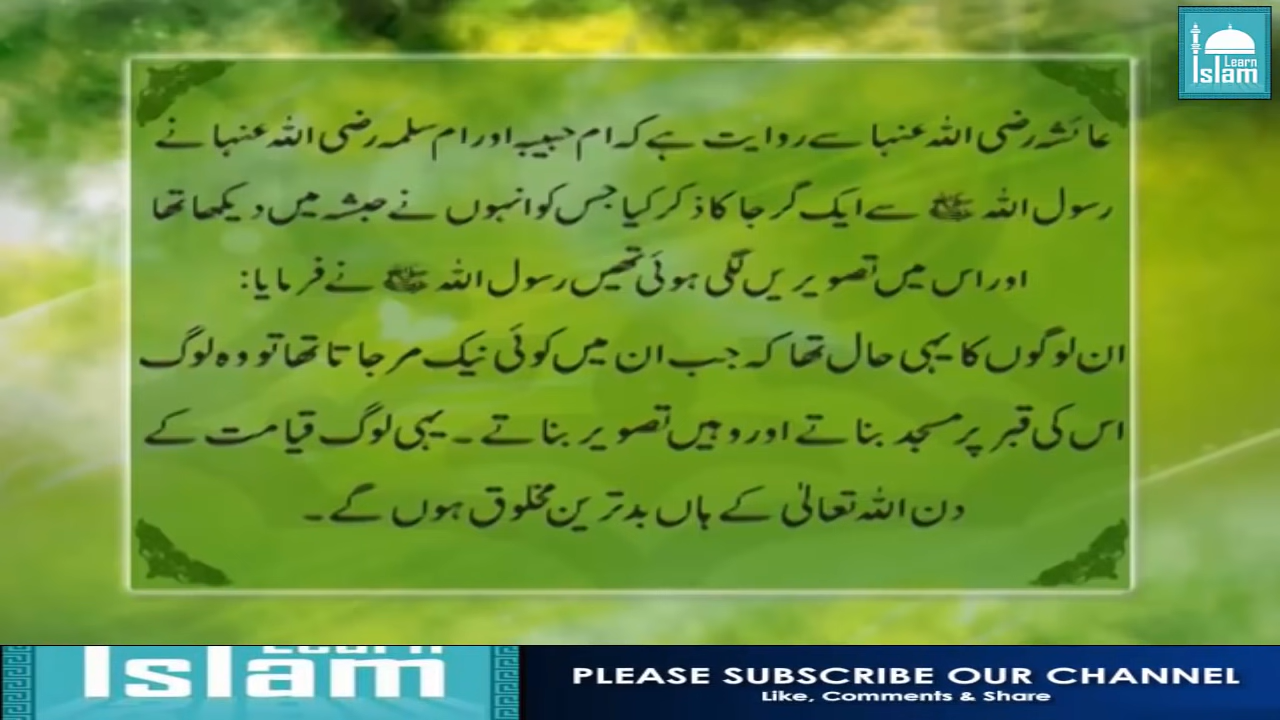 Learn
Islam
عائشہ رضی اللہ عنہا سے روایت ہے کہ ام حبیبہ اور ام سلمہ رضی اللہ عنہا نے
رسول اللہ ﷺ سے ایک گرجا کا ذکر کیا جس کو انہوں نے حبشہ میں دیکھا تھا
اور اس میں تصویریں لگی ہوئی تھیں رسول اللہ ﷺ نے فرمایا:
ان لوگوں کا یہی حال تھا کہ جب ان میں کوئی نیک مر جاتا تھا تو وہ لوگ
اس کی قبر پر مسجد بناتے اور وہیں تصویر بناتے۔ یہی لوگ قیامت کے
دن اللہ تعالیٰ کے ہاں بدترین مخلوق ہوں گے۔
Learn
Islam
PLEASE SUBSCRIBE OUR CHANNEL
Like, Comments & Share